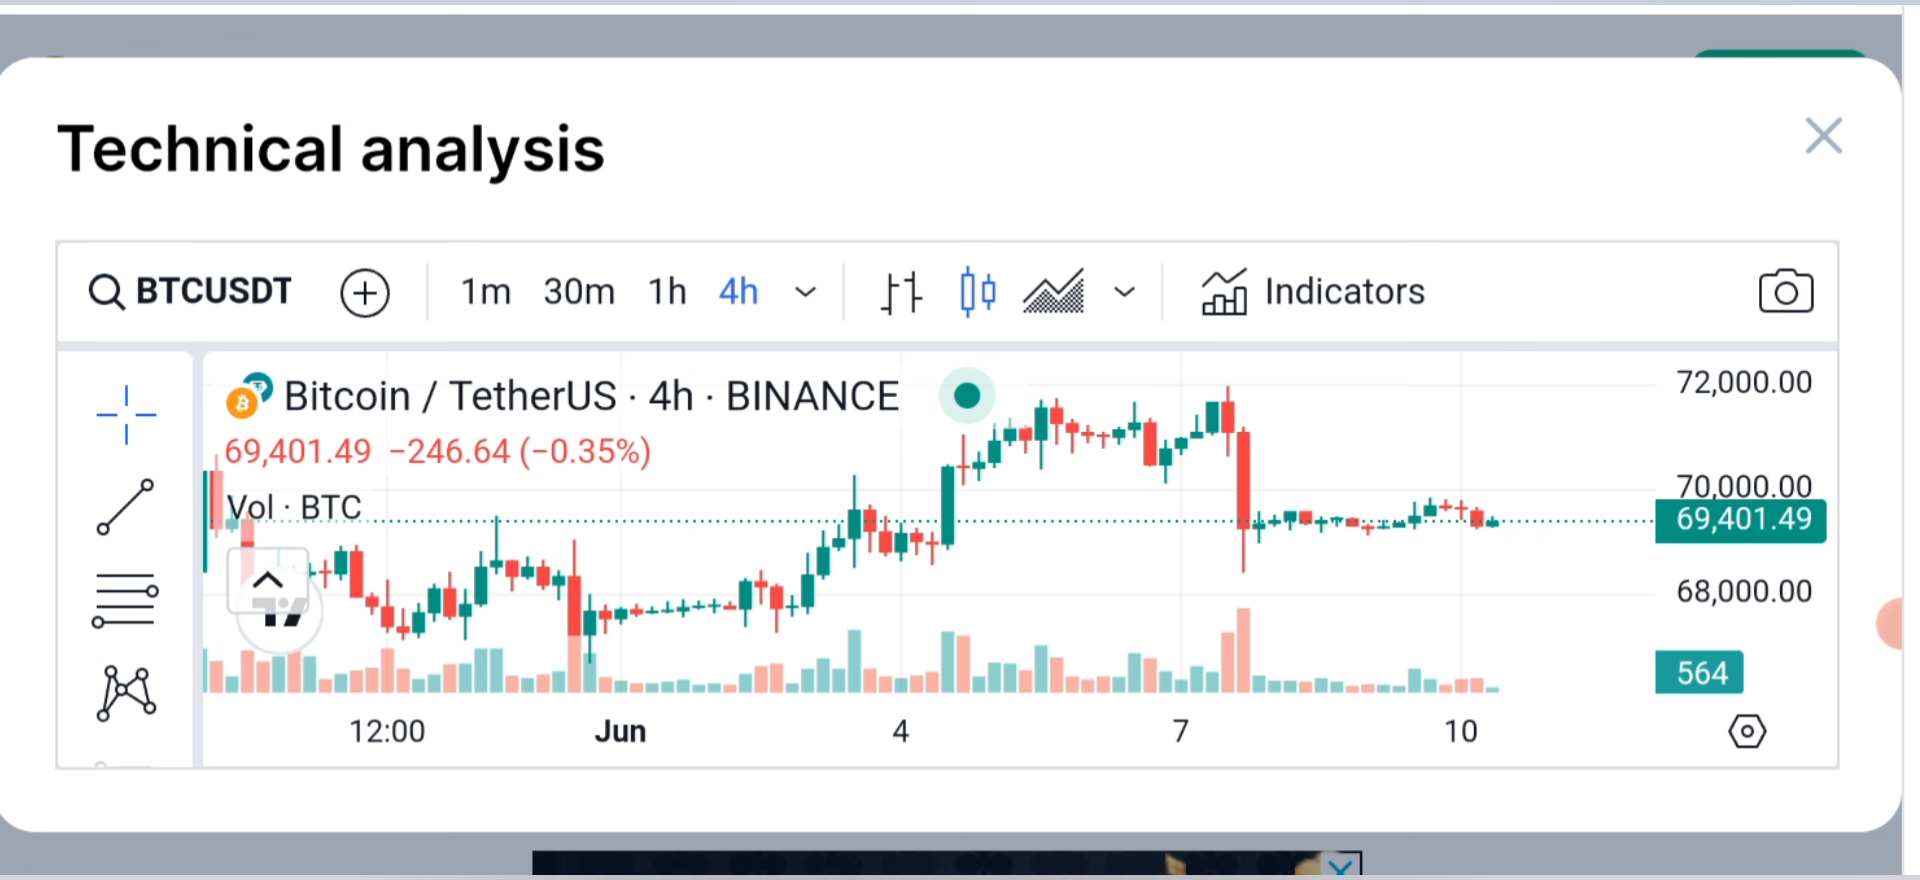 Technical analysis
BTCUSDT 1m 30m 1h 4h Indicators
Bitcoin / TetherUS · 4h · BINANCE
72,000.00
69,401.49 −246.64 (−0.35%)
70,000.00
Vol · BTC
69,401.49
68,000.00
564
12:00 Jun 4 7 10